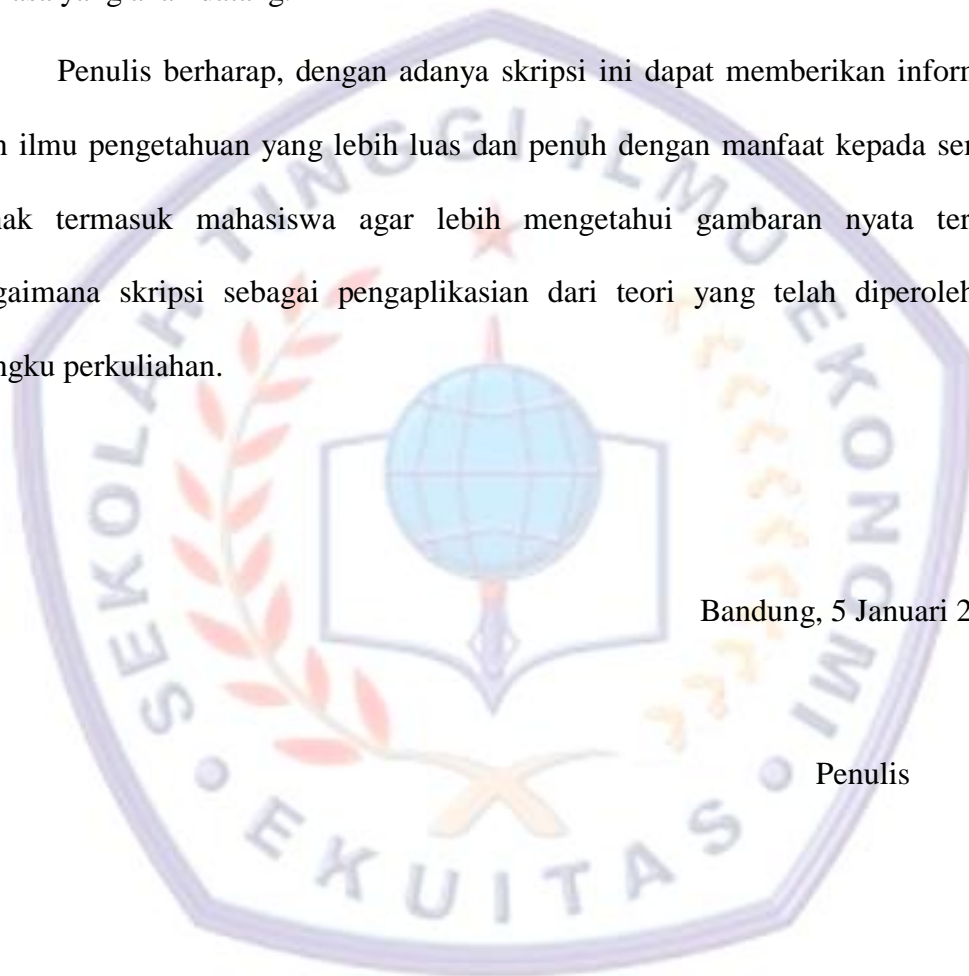 yang
Penulis berharap, dengan adanya skripsi ini dapat memberikan inform
n ilmu pengetahuan yang lebih luas dan penuh dengan manfaat kepada se
ak termasuk mahasiswa agar lebih mengetahui gambaran nyata ter
gaimana skripsi sebagai pengaplikasian dari teori yang telah diperoleh
ngku perkuliahan.
Bandung, 5 Januari 2
Penulis
SEKOLAH TINGGI ILMU EKONOMI
• EKUITAS •